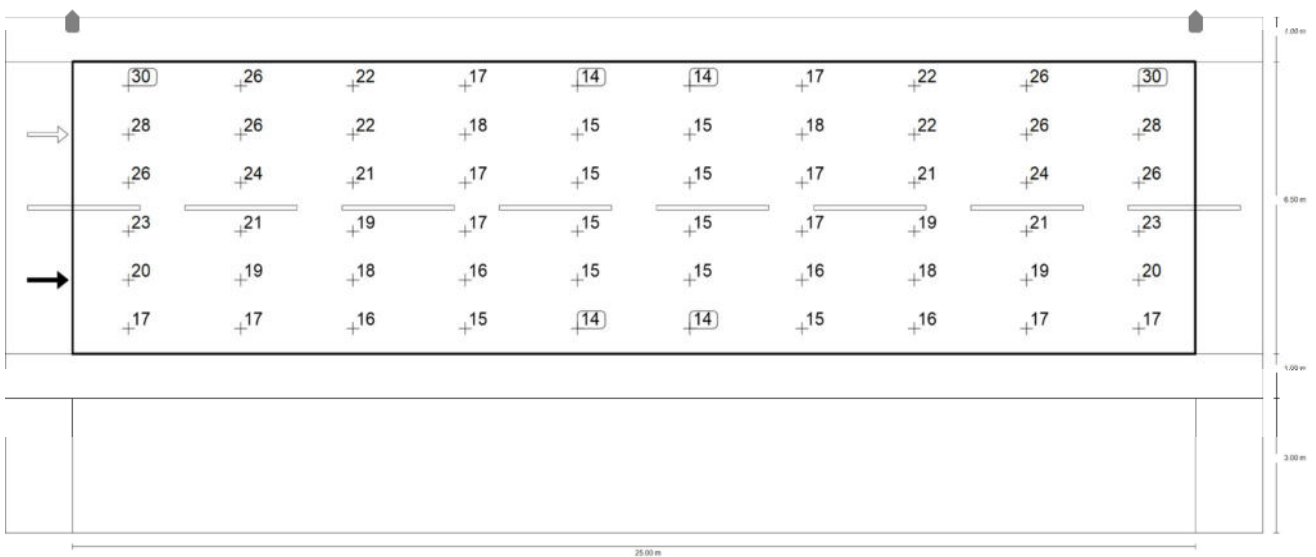 1.00 m
30 26 22 17 14 14 17 22 26 30
28 26 22 18 15 15 18 22 26 28
26 24 21 17 15 15 17 21 24 26
6.50 m
23 21 19 17 15 15 17 19 21 23
20 19 18 16 15 15 16 18 19 20
17 17 16 15 14 14 15 16 17 17
1.00 m
3.00 m
25.00 m